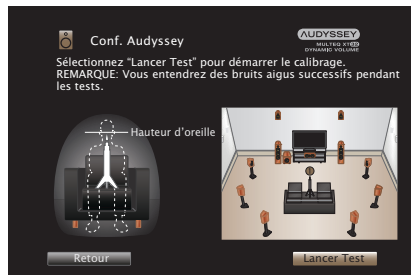 Conf. Audyssey
AUDYSSEY
MULTEQ XT32
DYNAMIC VOLUME
Sélectionnez “Lancer Test” pour démarrer le calibrage.
REMARQUE: Vous entendrez des bruits aigus successifs pendant
les tests.
Hauteur d’oreille
Retour
Lancer Test